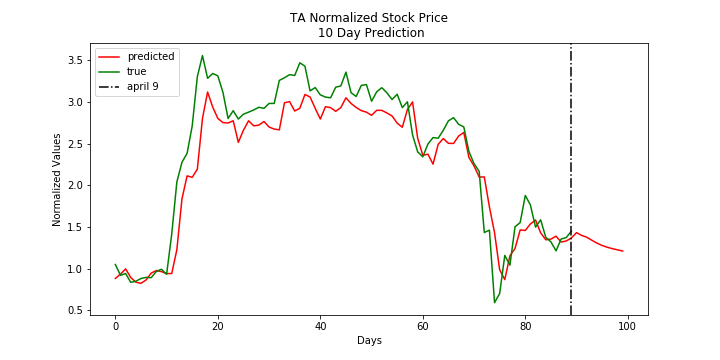 TA Normalized Stock Price
10 Day Prediction
predicted
true
april 9
Normalized Values
3.5
3.0
2.5
2.0
1.5
1.0
0.5
0
20
40
60
80
100
Days